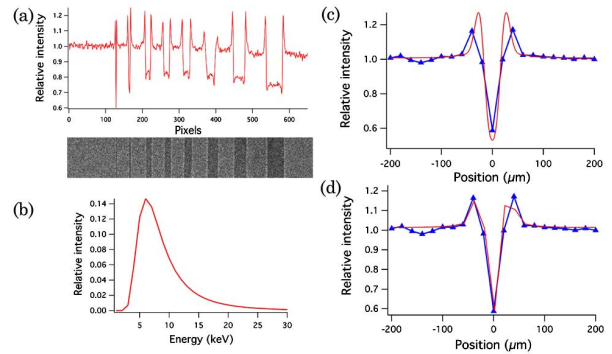 (a)
Relative intensity
1.2
1.1
1.0
0.9
0.8
0.7
0.6
0 100 200 300 400 500 600
Pixels
(b)
Relative intensity
0.14
0.12
0.10
0.08
0.06
0.04
0.02
0.00
5 10 15 20 25 30
Energy (keV)
(c)
Relative intensity
1.2
1.0
0.8
0.6
-200 -100 0 100 200
Position (µm)
(d)
Relative intensity
1.2
1.1
1.0
0.9
0.8
0.7
0.6
-200 -100 0 100 200
Position (µm)